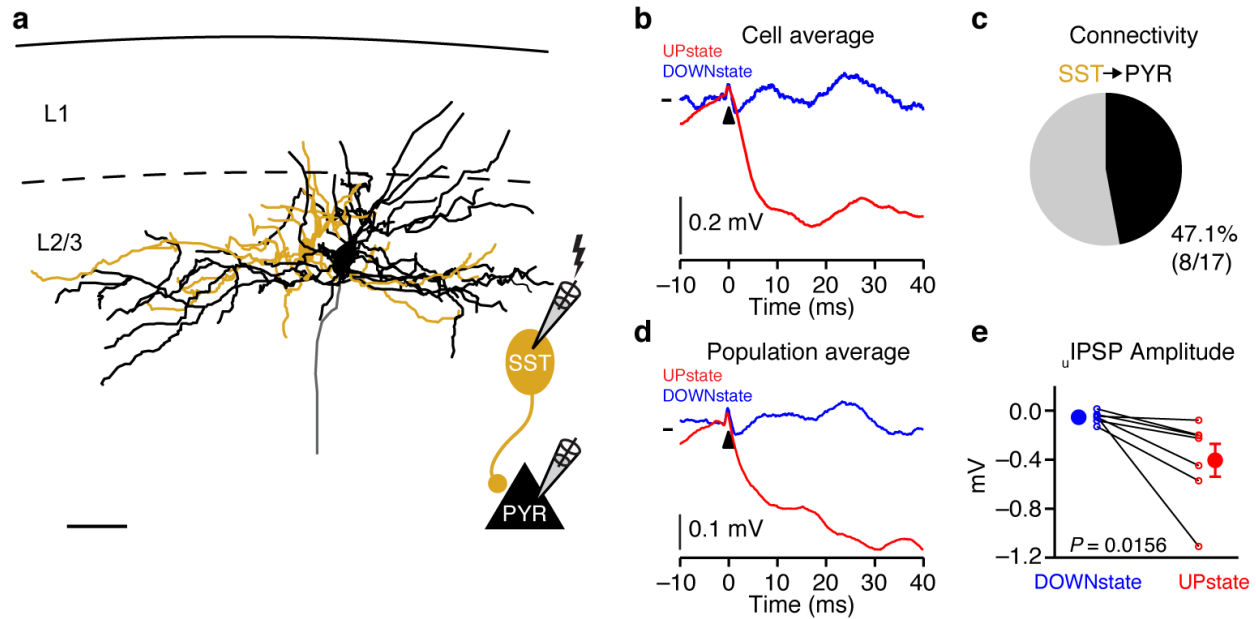 a
L1
L2/3
SST
PYR
b
Cell average
UPstate
DOWNstate
0.2 mV
−10 0 10 20 30 40
Time (ms)
c
Connectivity
SST→PYR
47.1%
(8/17)
d
Population average
UPstate
DOWNstate
0.1 mV
−10 0 10 20 30 40
Time (ms)
e
uIPSP Amplitude
0.0
−0.4
−0.8
−1.2
mV
P = 0.0156
DOWNstate UPstate